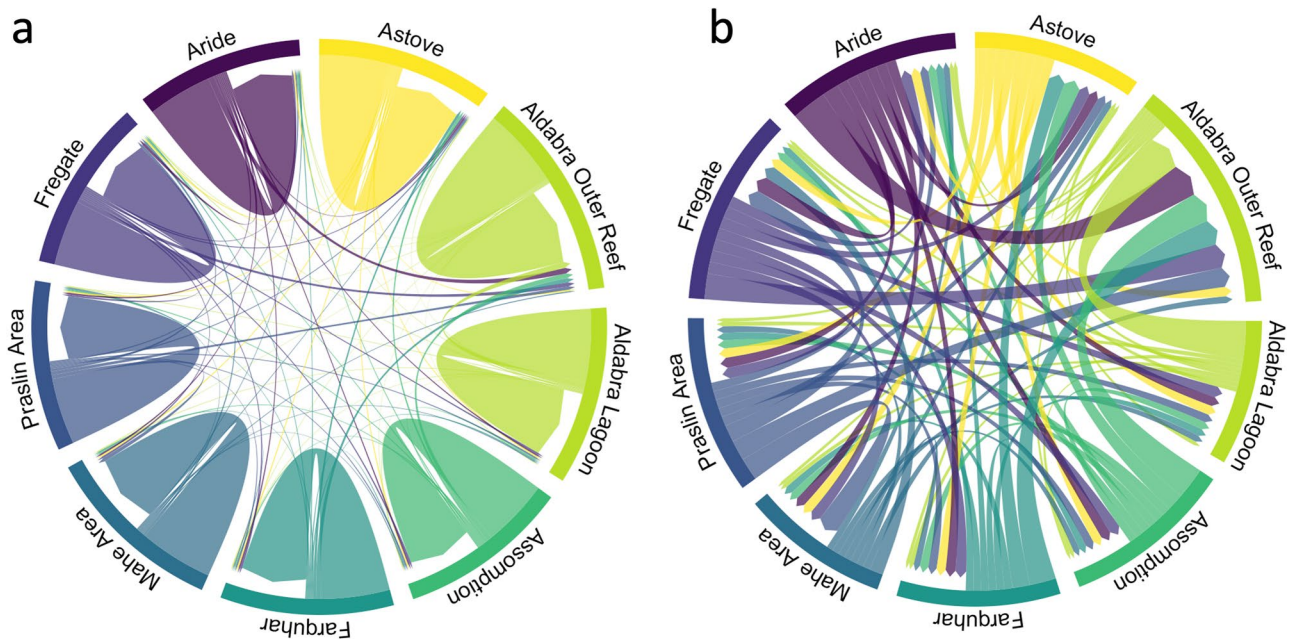 a
Aride
Astove
Aldabra Outer Reef
Aldabra Lagoon
Assomption
Farquhar
Mahe Area
Praslin Area
Fregate
b
Aride
Astove
Aldabra Outer Reef
Aldabra Lagoon
Assomption
Farquhar
Mahe Area
Praslin Area
Fregate